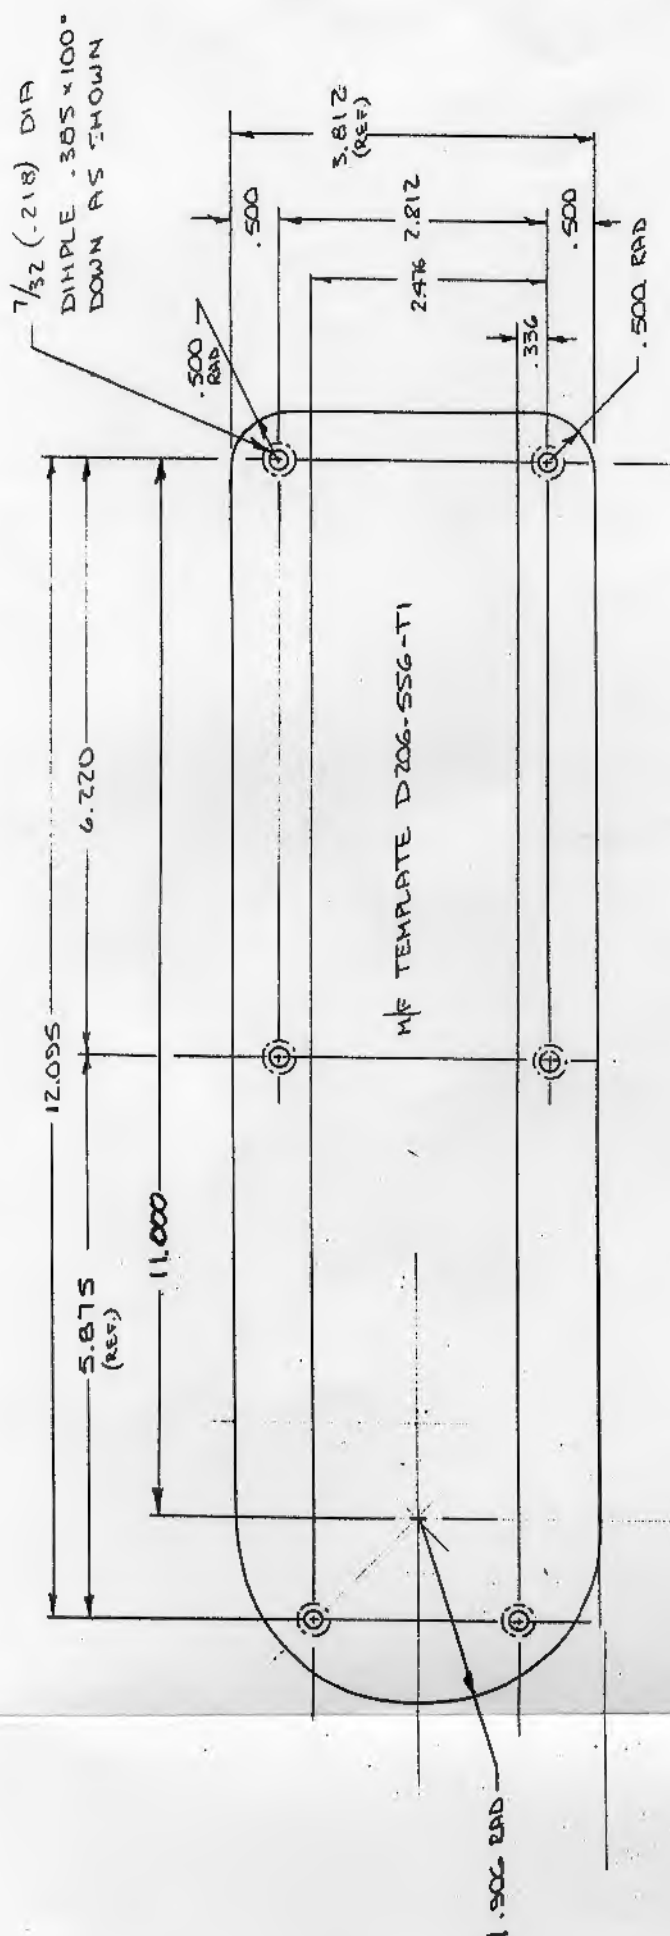 7/32 (.218) DIA
DIMPLE .385 x 100°
DOWN AS SHOWN
3.812
(REF.)
.500
2.812
.500
2.476
.336
.500
RAD
.500 RAD
12.095
6.220
5.875
(REF.)
11.000
M/F TEMPLATE D206-556-T1
1.906 RAD